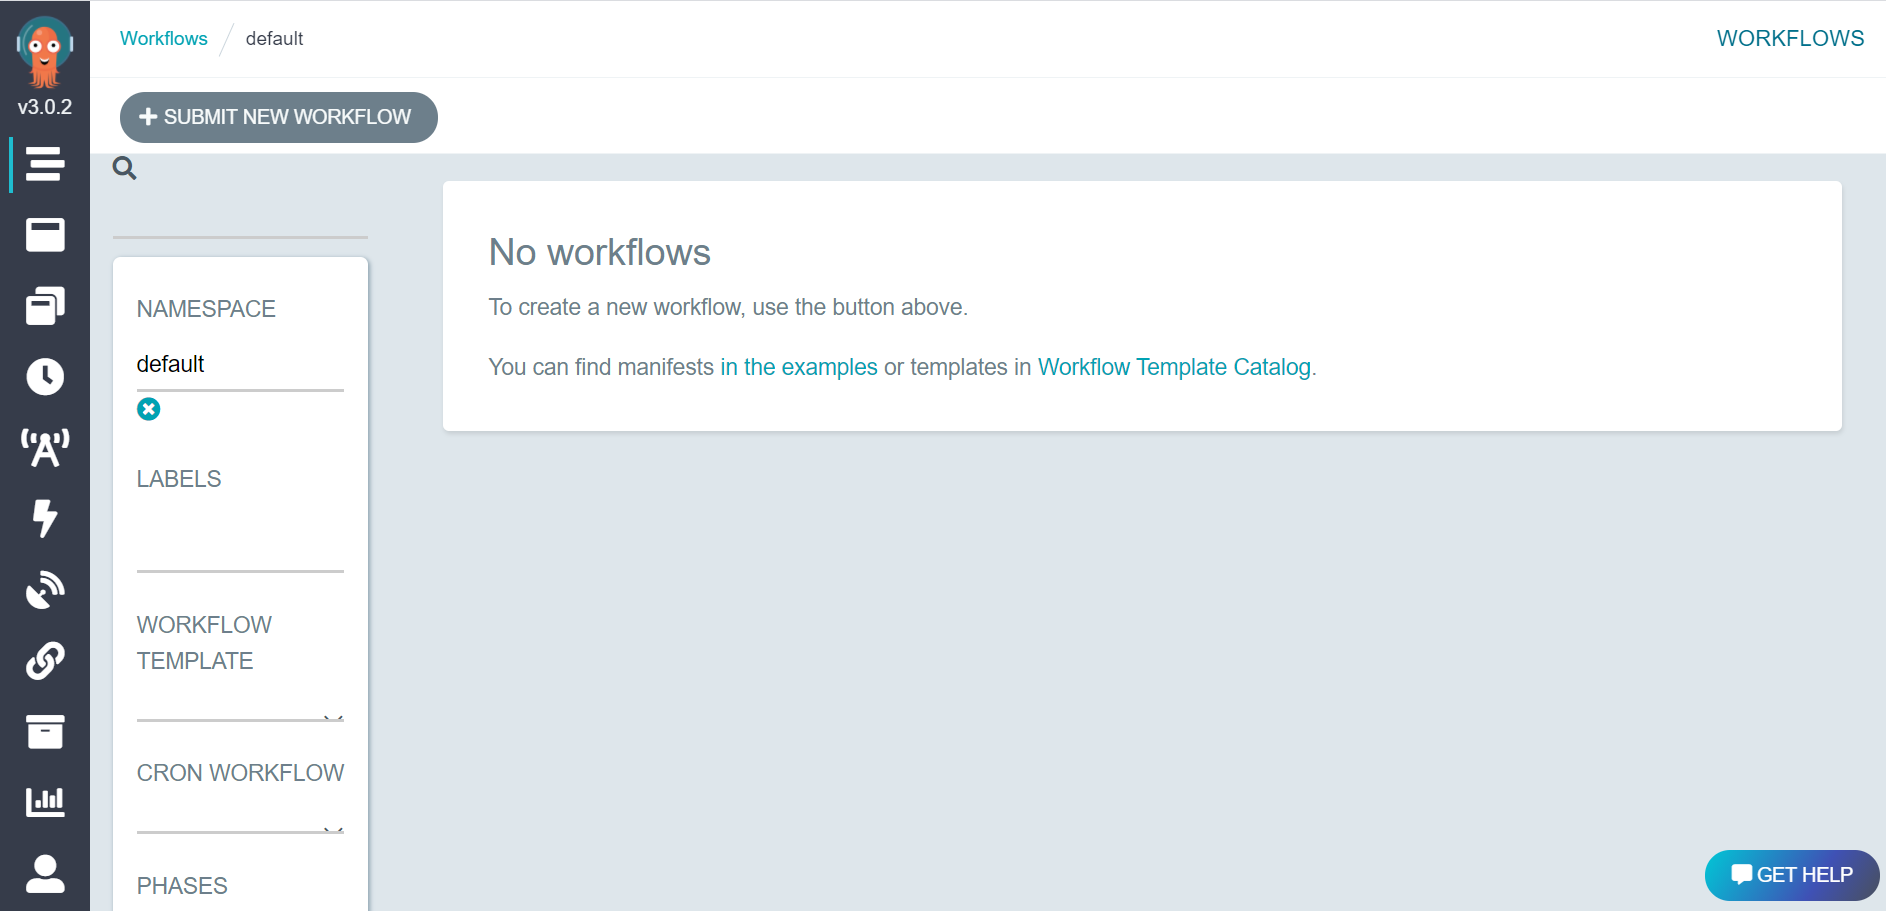 v3.0.2
Workflows / default
WORKFLOWS
SUBMIT NEW WORKFLOW
NAMESPACE
default
LABELS
WORKFLOW
TEMPLATE
CRON WORKFLOW
PHASES
No workflows
To create a new workflow, use the button above.
You can find manifests in the examples or templates in Workflow Template Catalog.
GET HELP